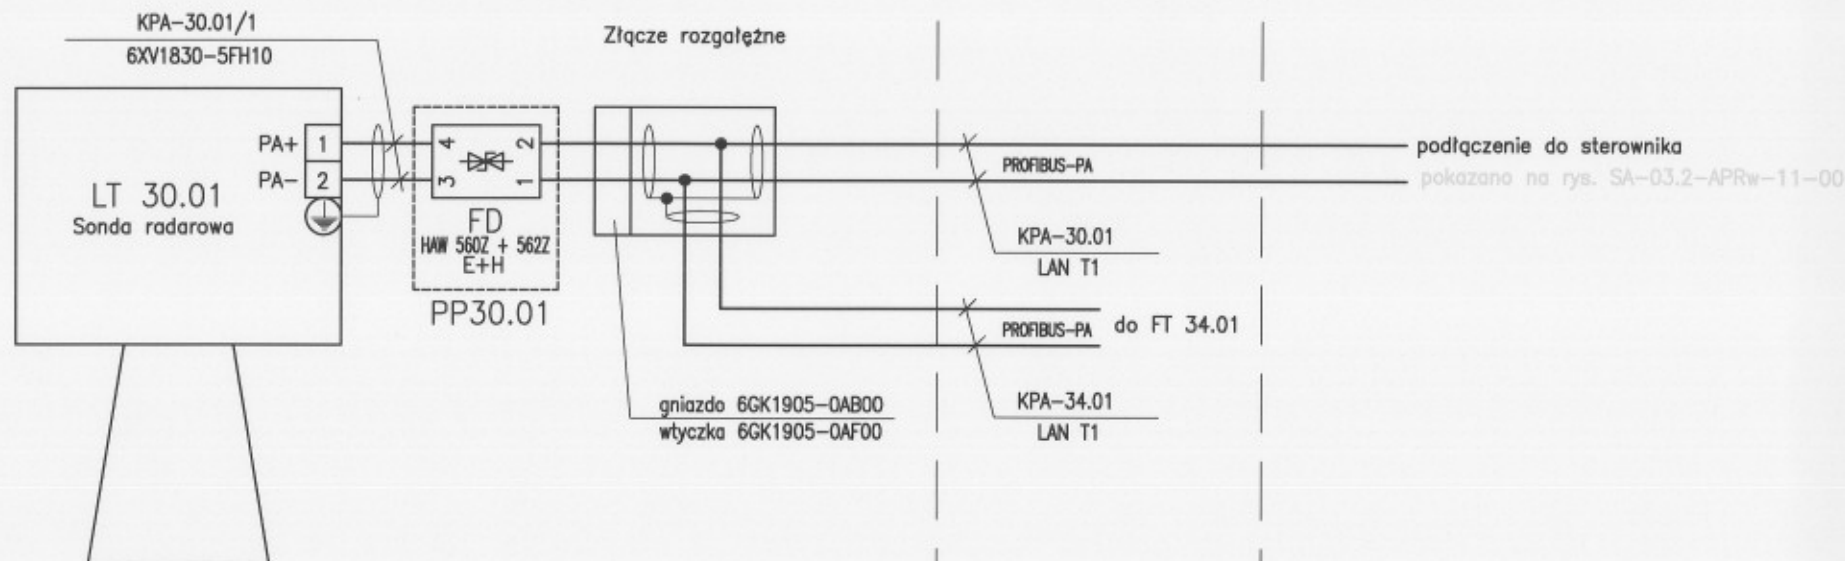 KPA-30.01/1
6XV1830-5FH10
Złącze rozgałęźne
PA+ 1
PA- 2
LT 30.01
Sonda radarowa
4 2
3 1
FD
HAW 560Z + 562Z
E+H
PP30.01
PROFIBUS-PA
podłączenie do sterownika
pokazano na rys. SA-03.2-APRw-11-00
KPA-30.01
LAN T1
PROFIBUS-PA
do FT 34.01
gniazdo 6GK1905-0AB00
wtyczka 6GK1905-0AF00
KPA-34.01
LAN T1